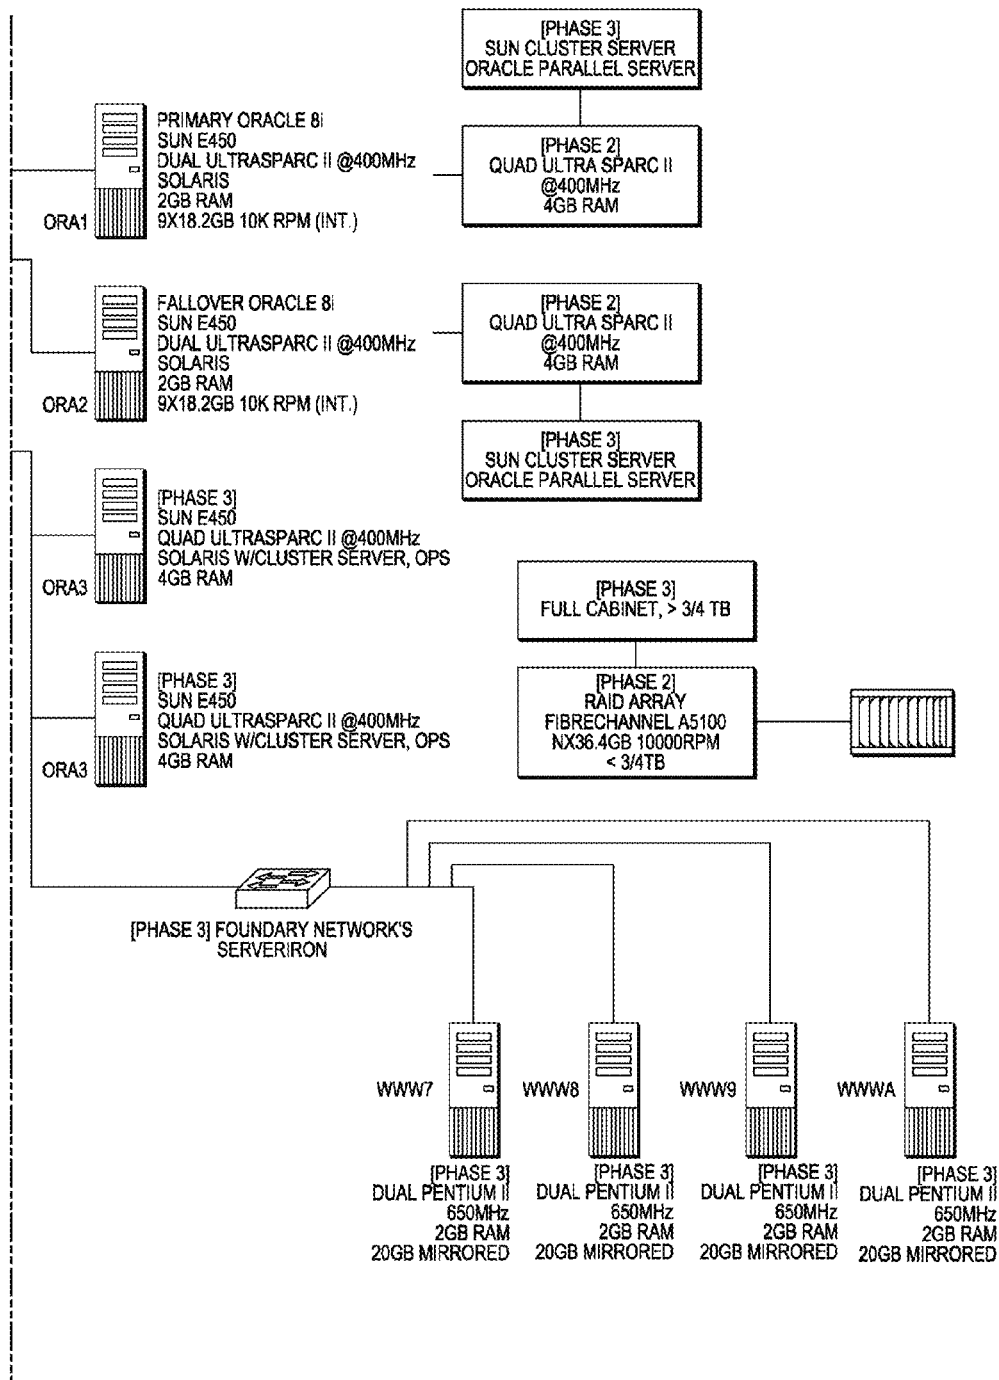 [PHASE 3]
SUN CLUSTER SERVER
ORACLE PARALLEL SERVER
PRIMARY ORACLE 8i
SUN E450
DUAL ULTRASPARC II @400MHz
SOLARIS
2GB RAM
9X18.2GB 10K RPM (INT.)
ORA1
[PHASE 2]
QUAD ULTRA SPARC II
@400MHz
4GB RAM
FALLOVER ORACLE 8i
SUN E450
DUAL ULTRASPARC II @400MHz
SOLARIS
2GB RAM
9X18.2GB 10K RPM (INT.)
ORA2
[PHASE 2]
QUAD ULTRA SPARC II
@400MHz
4GB RAM
[PHASE 3]
SUN CLUSTER SERVER
ORACLE PARALLEL SERVER
[PHASE 3]
SUN E450
QUAD ULTRASPARC II @400MHz
SOLARIS W/CLUSTER SERVER, OPS
4GB RAM
ORA3
[PHASE 3]
FULL CABINET, > 3/4 TB
[PHASE 3]
SUN E450
QUAD ULTRASPARC II @400MHz
SOLARIS W/CLUSTER SERVER, OPS
4GB RAM
ORA3
[PHASE 2]
RAID ARRAY
FIBRECHANNEL A5100
NX36.4GB 10000RPM
< 3/4TB
[PHASE 3] FOUNDARY NETWORK'S
SERVERIRON
WWW7
[PHASE 3]
DUAL PENTIUM II
650MHz
2GB RAM
20GB MIRRORED
WWW8
[PHASE 3]
DUAL PENTIUM II
650MHz
2GB RAM
20GB MIRRORED
WWW9
[PHASE 3]
DUAL PENTIUM II
650MHz
2GB RAM
20GB MIRRORED
WWWA
[PHASE 3]
DUAL PENTIUM II
650MHz
2GB RAM
20GB MIRRORED